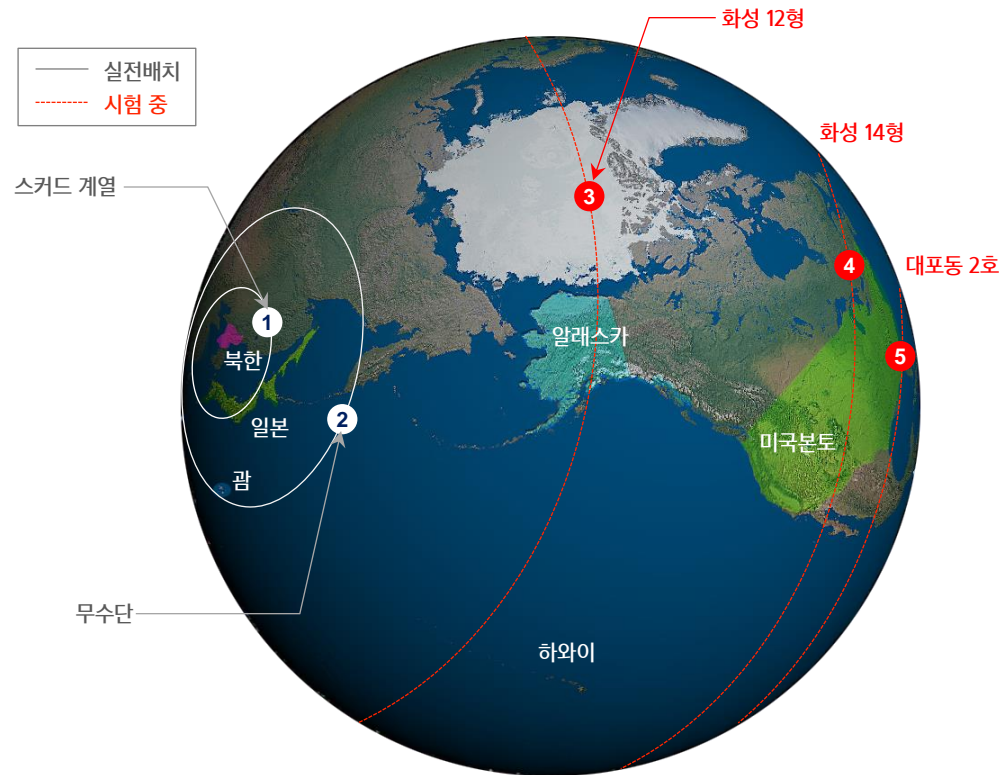 화성 12형
실전배치
시험 중
화성 14형
스커드 계열
3
대포동 2호
4
1
알래스카
북한
5
2
일본
미국본토
괌
무수단
하와이